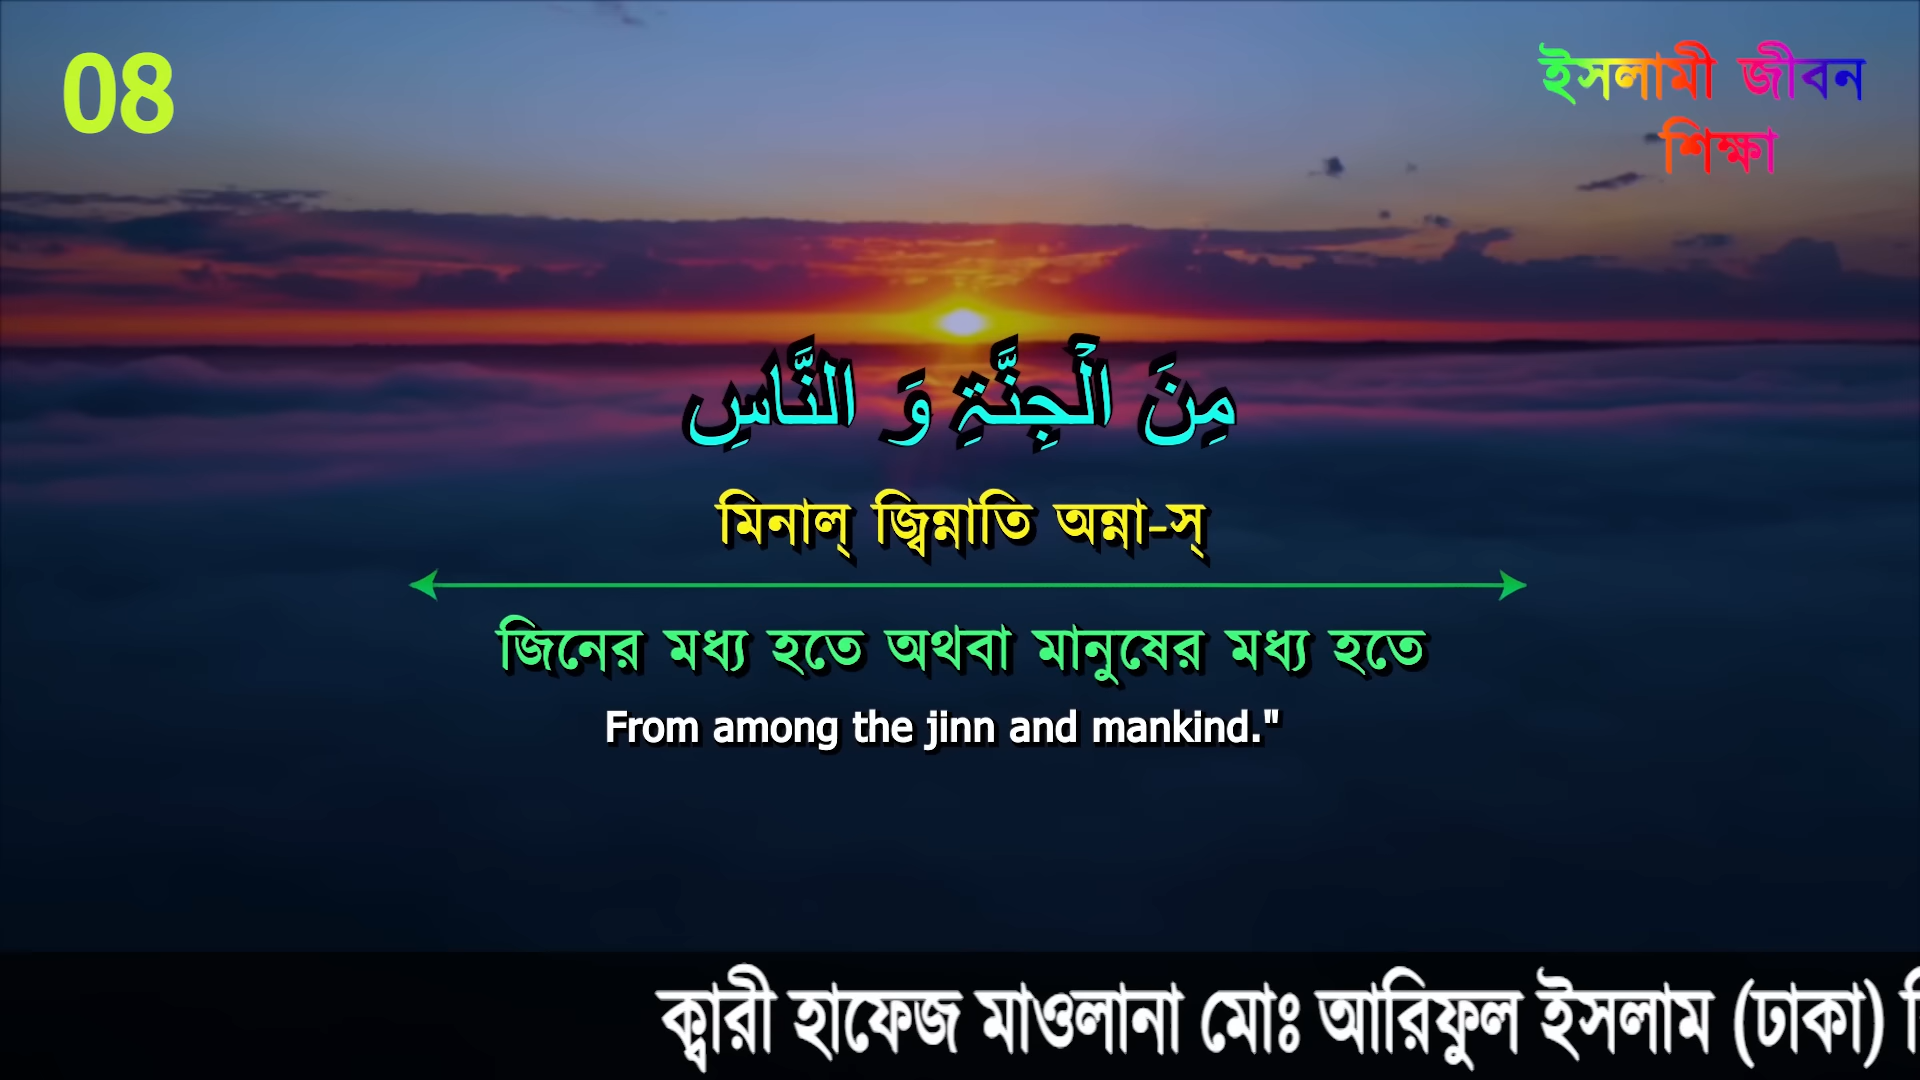 08
ইসলামী জীবন
শিক্ষা
مِنَ الۡجِنَّۃِ وَ النَّاسِ
মিনাল্ জ্বিন্নাতি অন্না-স্
জিনের মধ্য হতে অথবা মানুষের মধ্য হতে
From among the jinn and mankind."
ক্বারী হাফেজ মাওলানা মোঃ আরিফুল ইসলাম (ঢাকা)